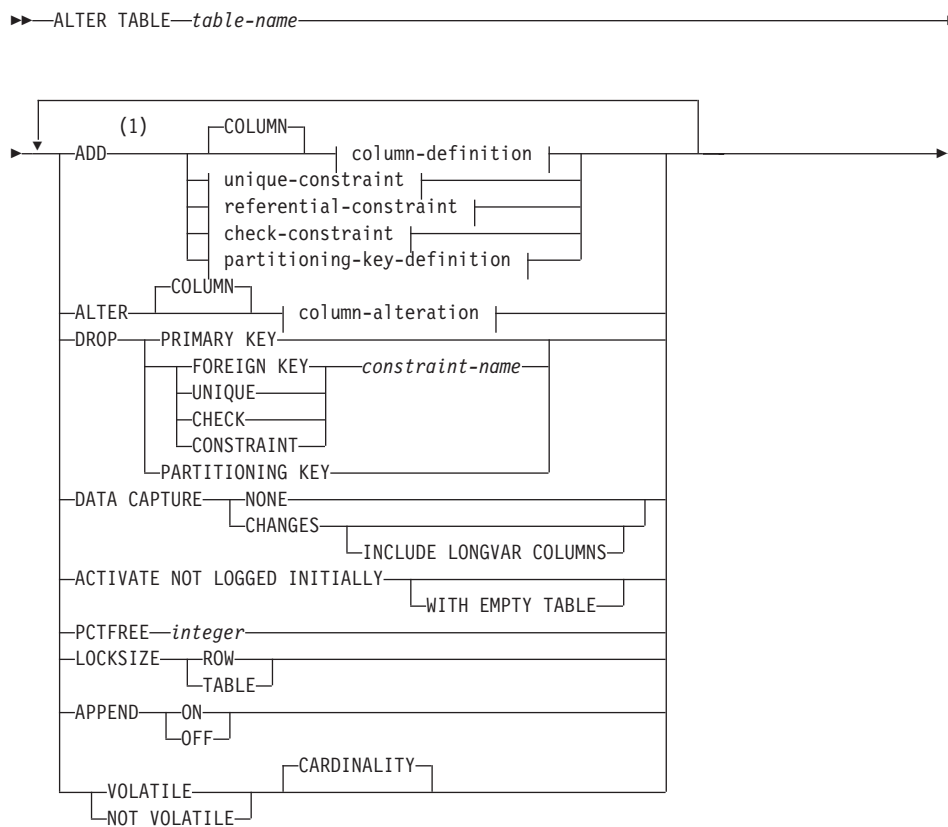 ALTER TABLE table-name
(1) COLUMN
ADD column-definition
unique-constraint
referential-constraint
check-constraint
partitioning-key-definition
COLUMN
ALTER column-alteration
DROP PRIMARY KEY
FOREIGN KEY constraint-name
UNIQUE
CHECK
CONSTRAINT
PARTITIONING KEY
DATA CAPTURE NONE
CHANGES
INCLUDE LONGVAR COLUMNS
ACTIVATE NOT LOGGED INITIALLY
WITH EMPTY TABLE
PCTFREE integer
LOCKSIZE ROW
TABLE
APPEND ON
OFF
CARDINALITY
VOLATILE
NOT VOLATILE